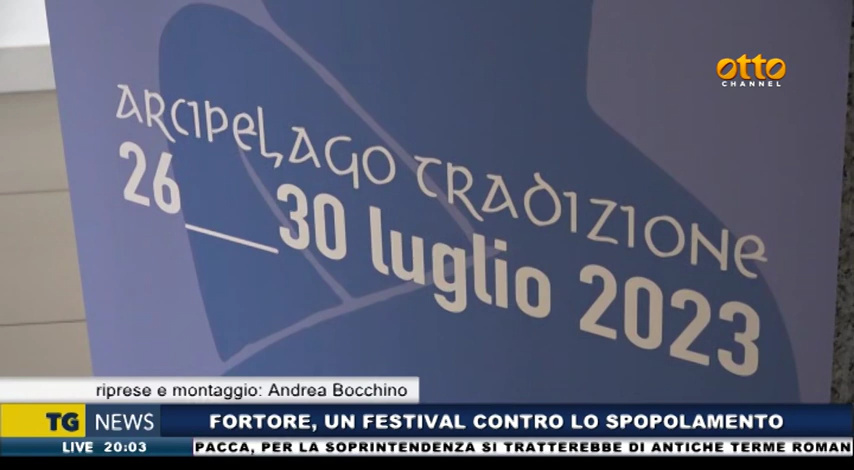 otto
CHANNEL
ARCIPELAGO TRADIZIONE
26__30 luglio 2023
riprese e montaggio: Andrea Bocchino
TG NEWS FORTORE, UN FESTIVAL CONTRO LO SPOPOLAMENTO
LIVE 20:03 PACCA, PER LA SOPRINTENDENZA SI TRATTEREBBE DI ANTICHE TERME ROMAN